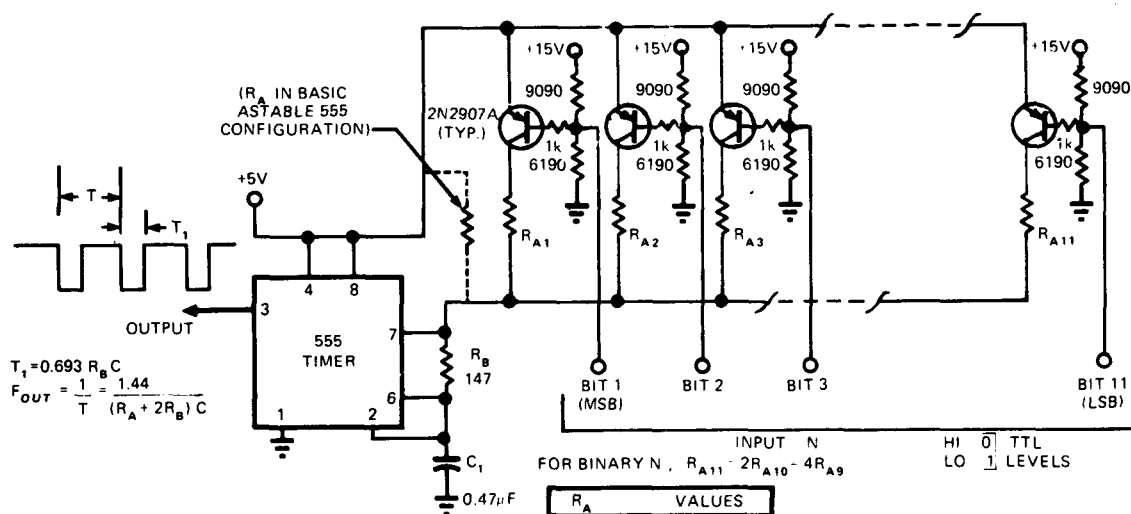 +15V +15V +15V +15V
(R_A IN BASIC
ASTABLE 555
CONFIGURATION)
9090 9090 9090 9090
2N2907A
(TYP.)
1k 1k 1k 1k
6190 6190 6190 6190
+5V
T
T₁
R_A1 R_A2 R_A3 R_A11
4 8
3
OUTPUT
555
TIMER
7
R_B
147
6
1 2
T₁=0.693 R_B C
F_OUT = 1/T = 1.44/(R_A + 2R_B) C
BIT 1
(MSB)
BIT 2
BIT 3
BIT 11
(LSB)
C₁
0.47µF
INPUT N
HI 0 TTL
LO 1 LEVELS
FOR BINARY N, R_A11 - 2R_A10 - 4R_A9
R_A VALUES